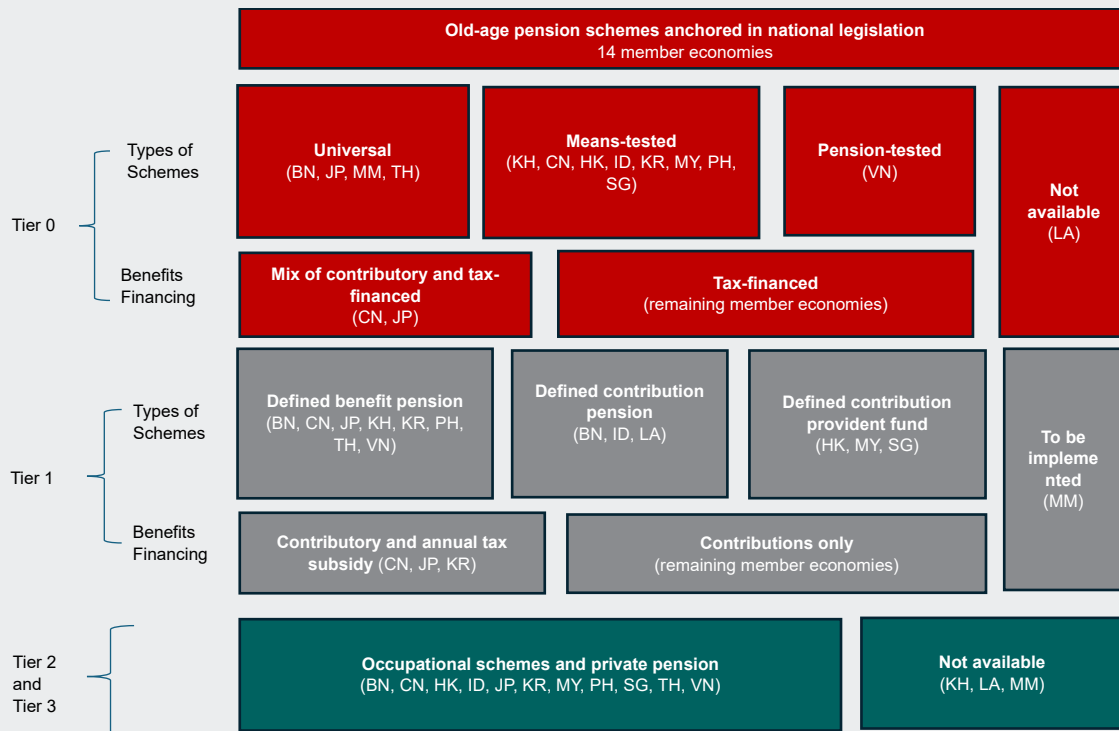 Old-age pension schemes anchored in national legislation
14 member economies
Tier 0
Types of
Schemes
Universal
(BN, JP, MM, TH)
Means-tested
(KH, CN, HK, ID, KR, MY, PH,
SG)
Pension-tested
(VN)
Not
available
(LA)
Benefits
Financing
Mix of contributory and tax-
financed
(CN, JP)
Tax-financed
(remaining member economies)
Tier 1
Types of
Schemes
Defined benefit pension
(BN, CN, JP, KH, KR, PH,
TH, VN)
Defined contribution
pension
(BN, ID, LA)
Defined contribution
provident fund
(HK, MY, SG)
To be
impleme
nted
(MM)
Benefits
Financing
Contributory and annual tax
subsidy (CN, JP, KR)
Contributions only
(remaining member economies)
Tier 2
and
Tier 3
Occupational schemes and private pension
(BN, CN, HK, ID, JP, KR, MY, PH, SG, TH, VN)
Not available
(KH, LA, MM)